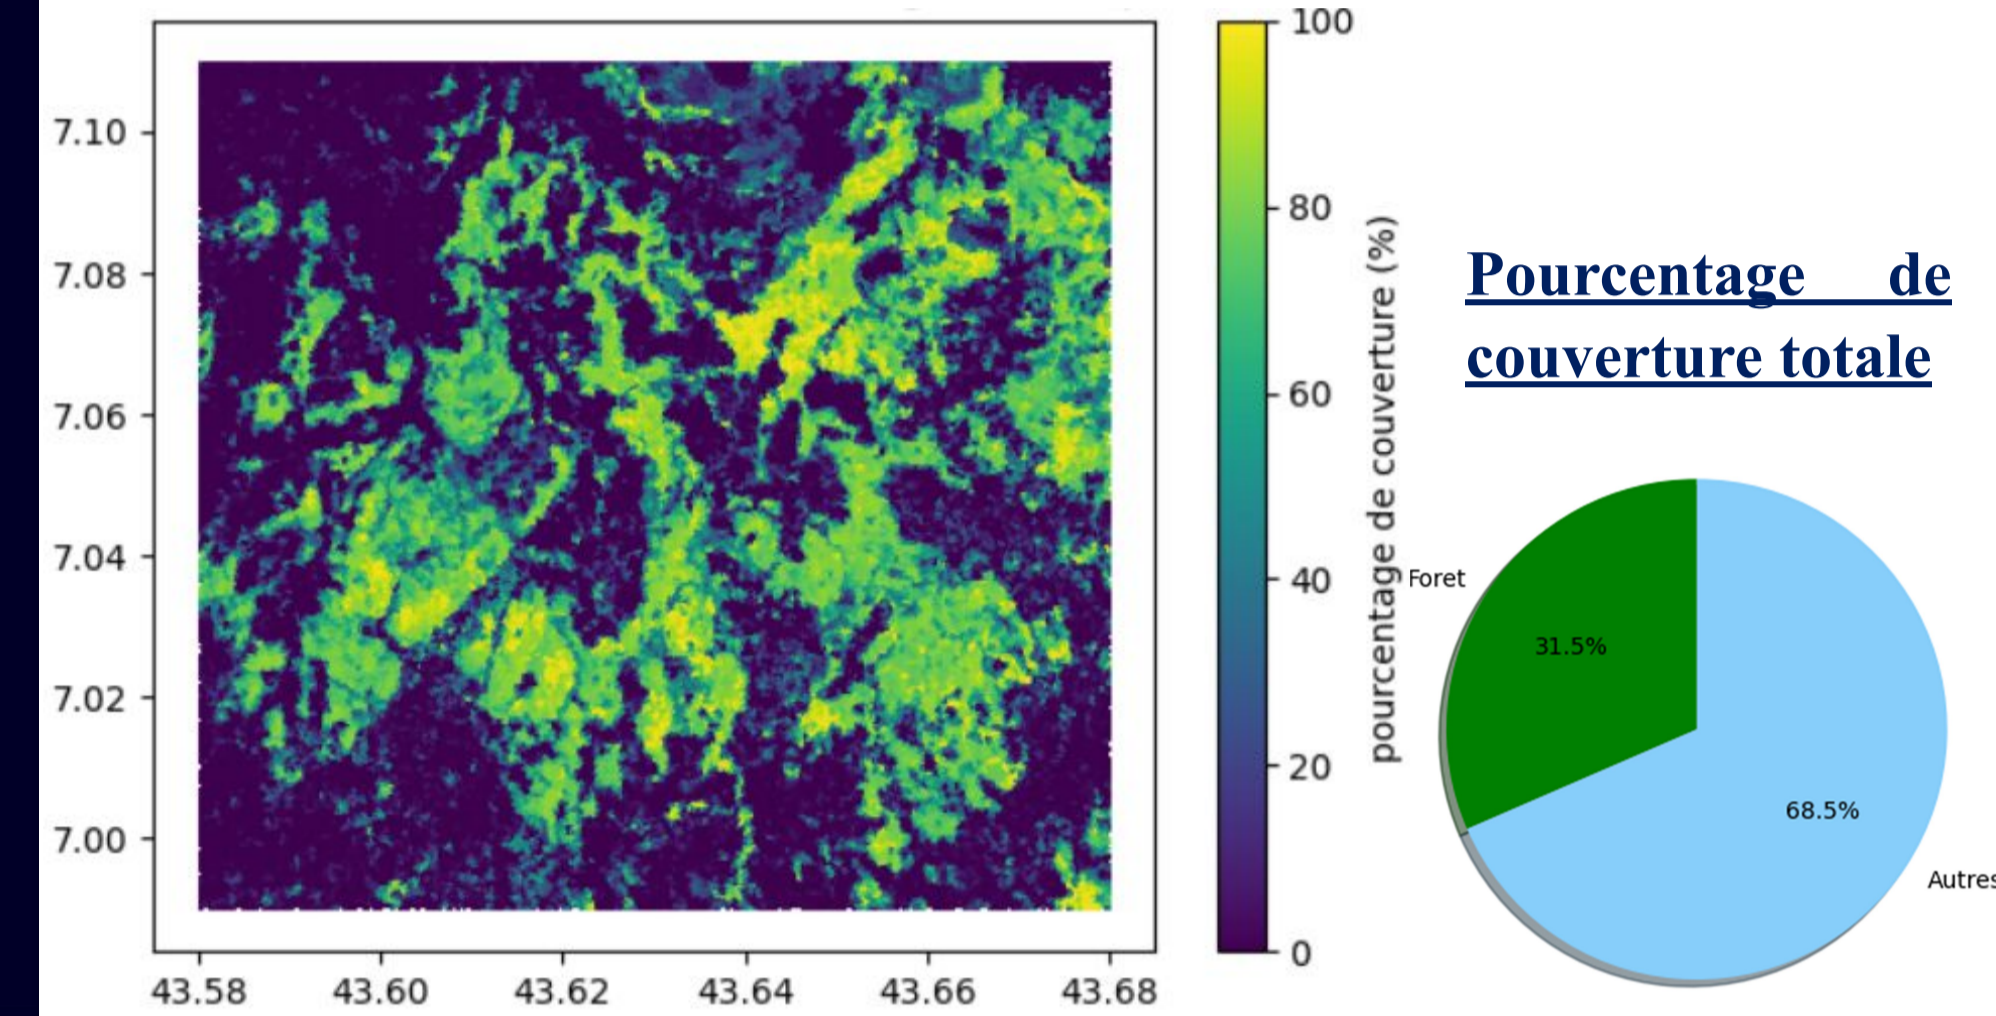 7.10
7.08
7.06
7.04
7.02
7.00
43.58 43.60 43.62 43.64 43.66 43.68
100
80
60
40
20
0
pourcentage de couverture (%)
Pourcentage de
couverture totale
Foret
31.5%
68.5%
Autres